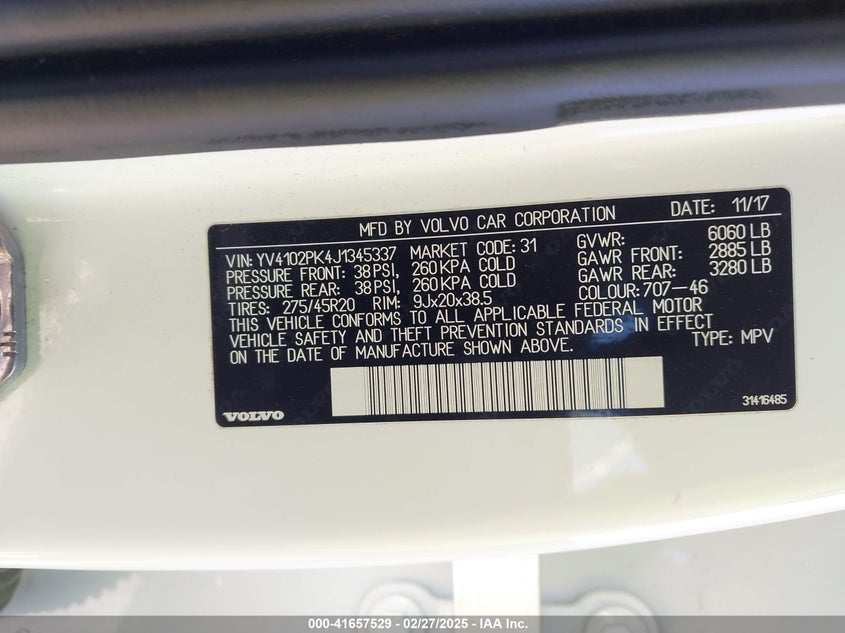 MFD BY VOLVO CAR CORPORATION DATE: 11/17
VIN: YV4102PK4J1345337 MARKET CODE: 31 GVWR: 6060 LB
PRESSURE FRONT: 38 PSI, 260 KPA COLD GAWR FRONT: 2885 LB
PRESSURE REAR: 38 PSI, 260 KPA COLD GAWR REAR: 3280 LB
TIRES: 275/45R20 RIM: 9Jx20x38.5 COLOUR: 707-46
THIS VEHICLE CONFORMS TO ALL APPLICABLE FEDERAL MOTOR
VEHICLE SAFETY AND THEFT PREVENTION STANDARDS IN EFFECT
ON THE DATE OF MANUFACTURE SHOWN ABOVE. TYPE: MPV
VOLVO 31416485
000-41657529 - 02/27/2025 - IAA Inc.